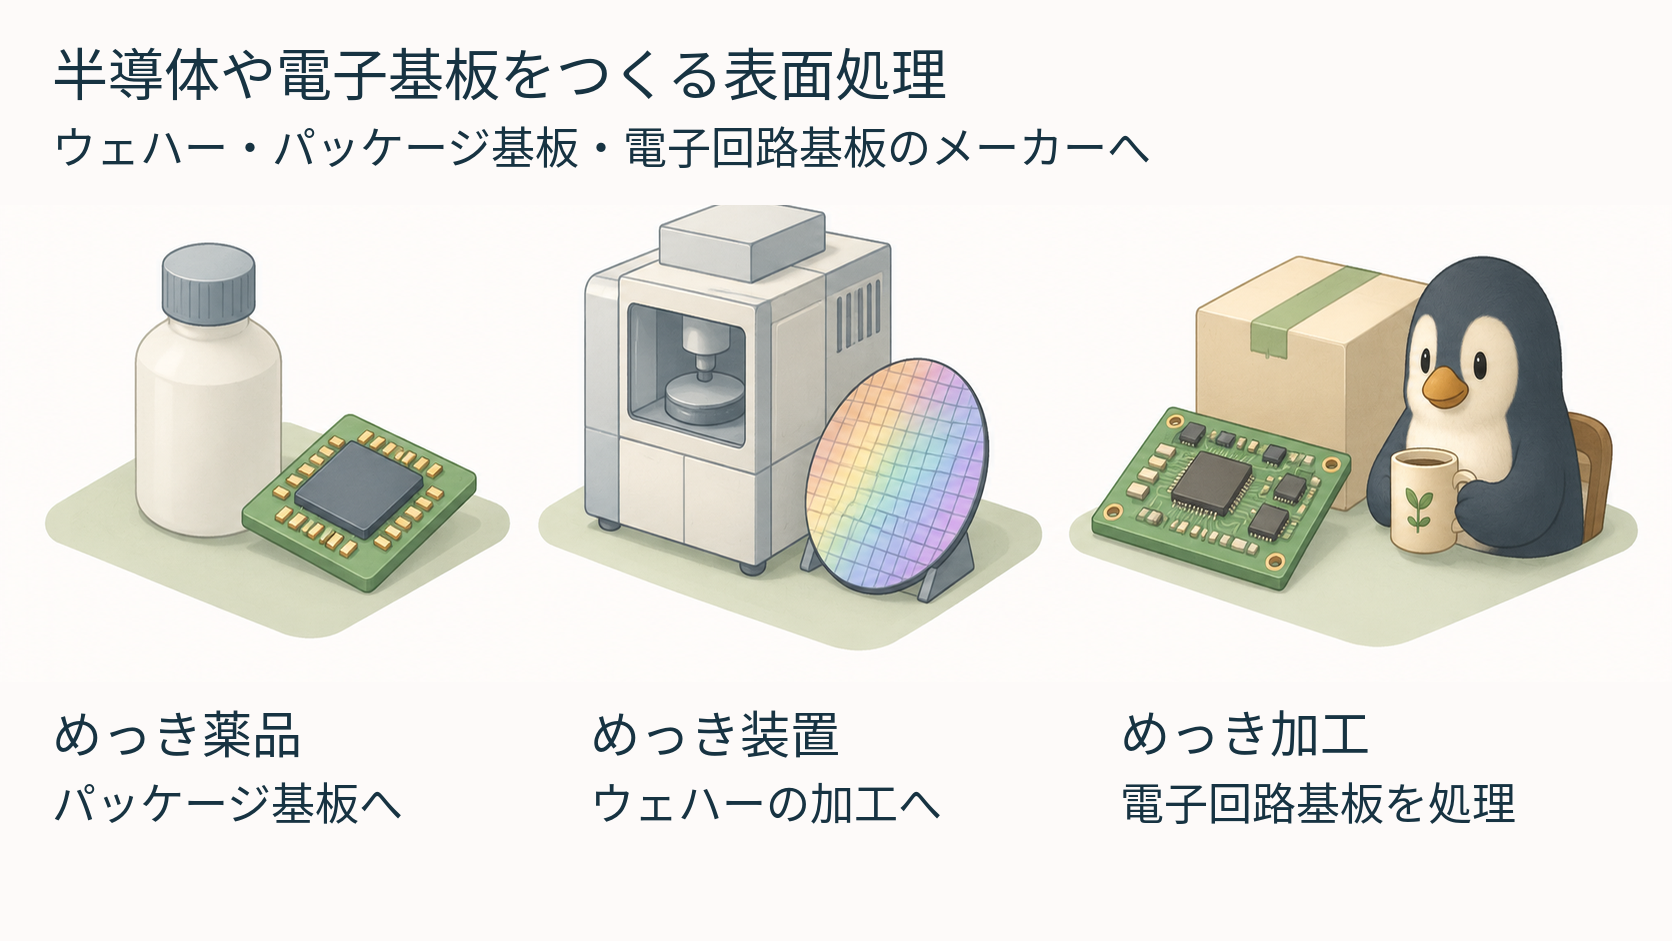 半導体や電子基板をつくる表面処理
ウェハー・パッケージ基板・電子回路基板のメーカーへ
めっき薬品
パッケージ基板へ
めっき装置
ウェハーの加工へ
めっき加工
電子回路基板を処理